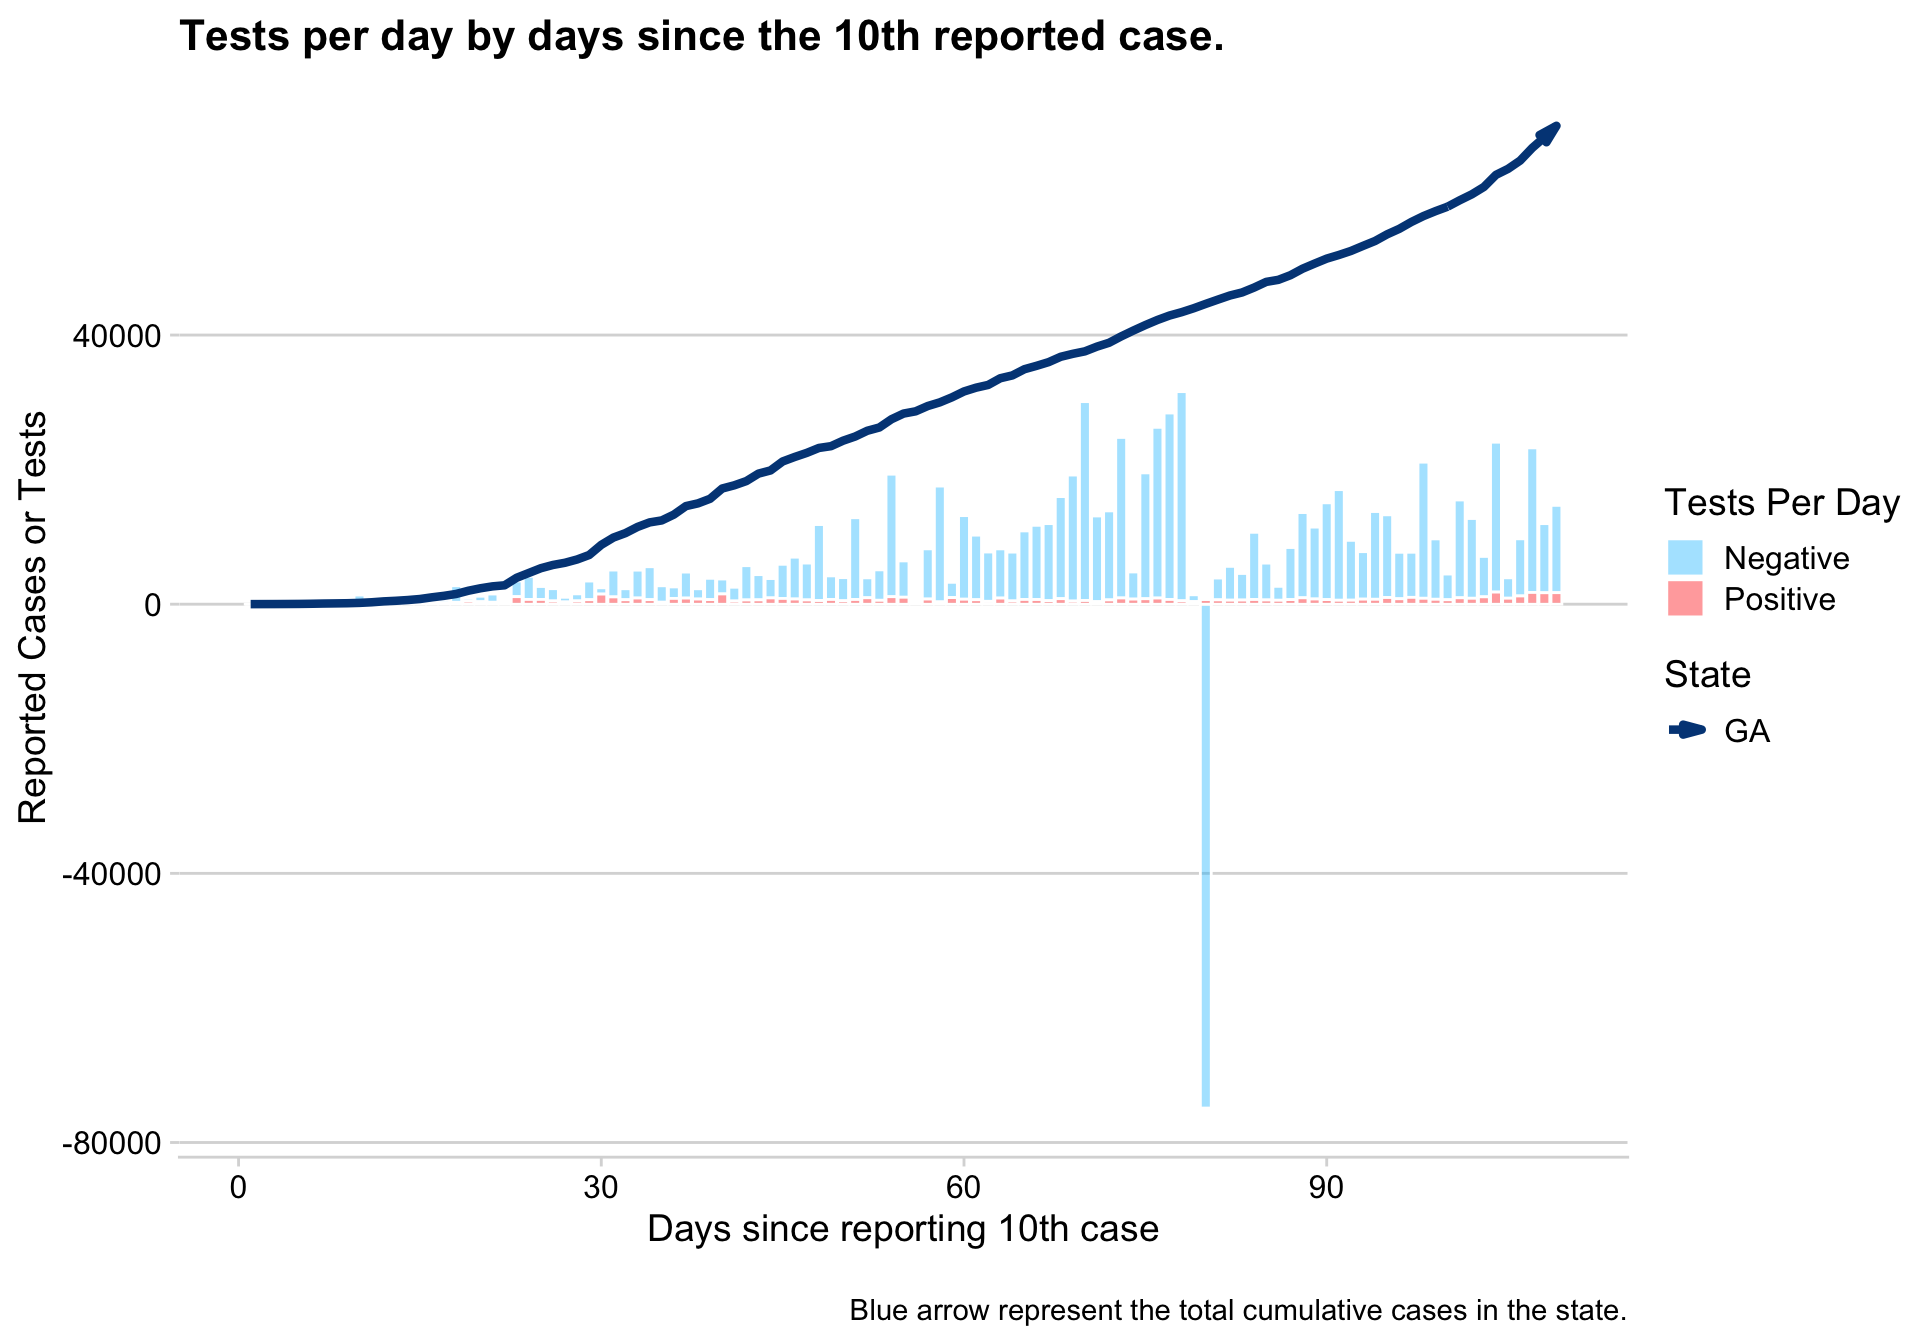 Tests per day by days since the 10th reported case.
Reported Cases or Tests
40000
0
-40000
-80000
0
30
60
90
Days since reporting 10th case
Tests Per Day
Negative
Positive
State
GA
Blue arrow represent the total cumulative cases in the state.